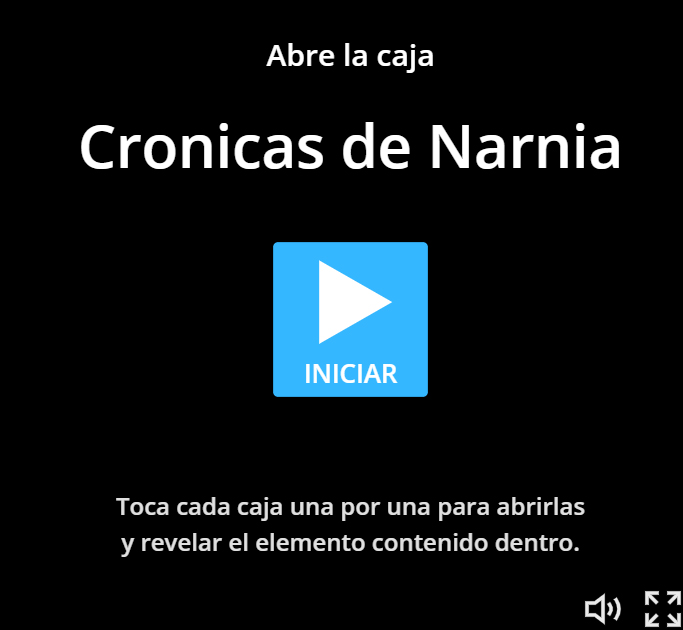 Abre la caja
Cronicas de Narnia
INICIAR
Toca cada caja una por una para abrirlas
y revelar el elemento contenido dentro.